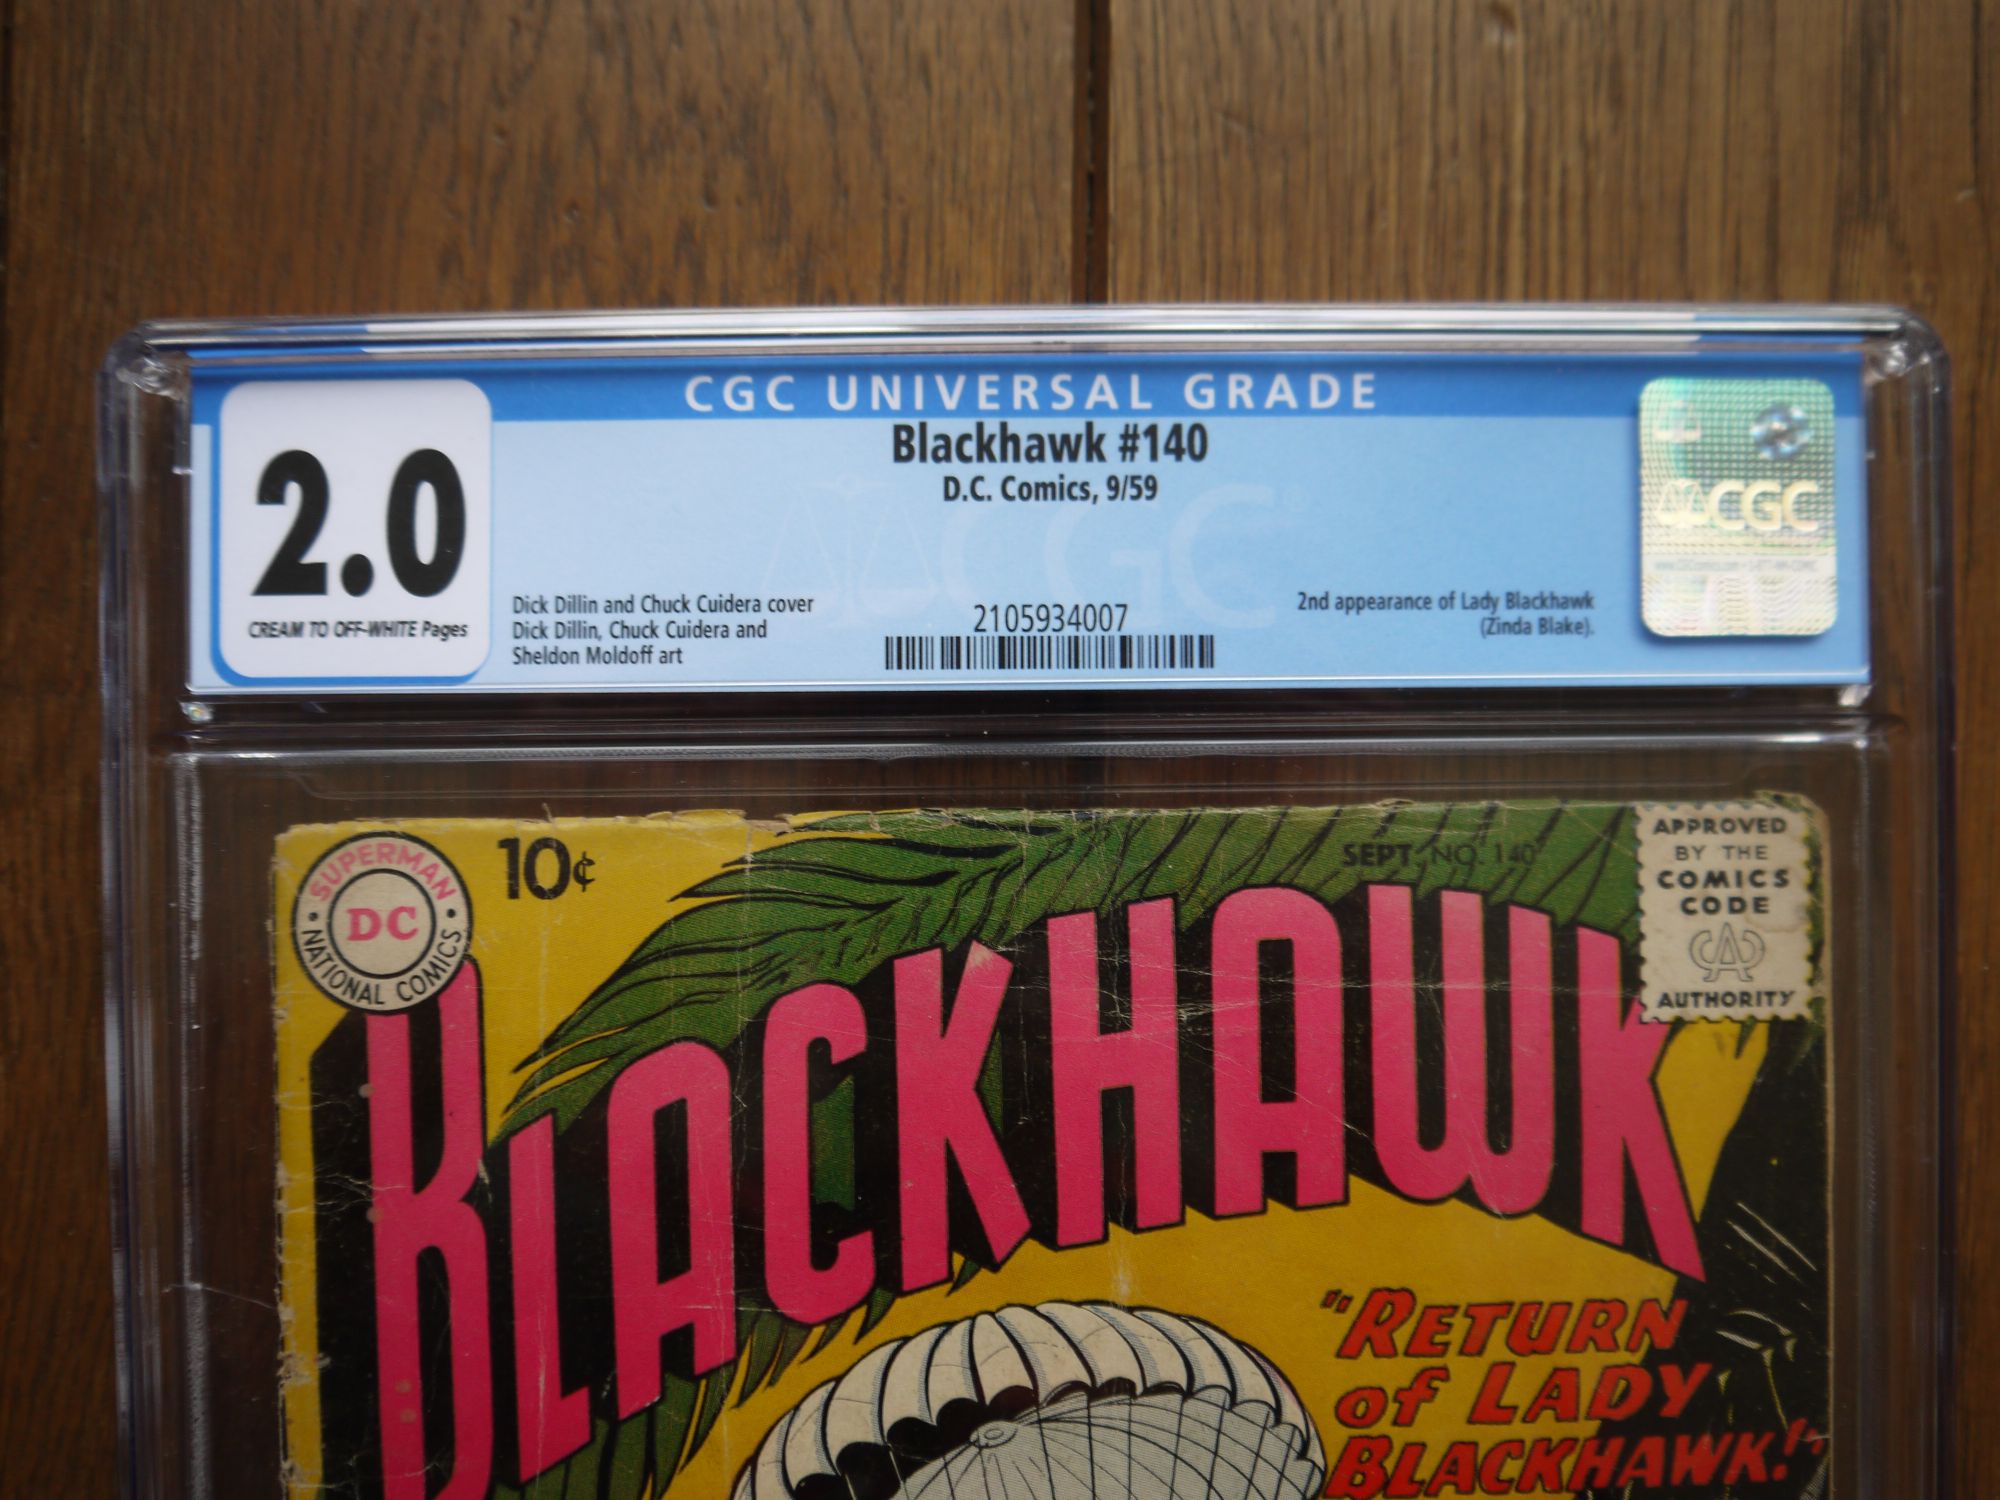 CGC UNIVERSAL GRADE
2.0
CREAM TO OFF-WHITE Pages
Blackhawk #140
D.C. Comics, 9/59
Dick Dillin and Chuck Cuidera cover
Dick Dillin, Chuck Cuidera and
Sheldon Moldoff art
2105934007
2nd appearance of Lady Blackhawk
(Zinda Blake).
CGC
CGC
SUPERMAN
DC
NATIONAL COMICS
10¢
SEPT. NO. 140
APPROVED
BY THE
COMICS
CODE
AUTHORITY
BLACKHAWK
"RETURN
of LADY
BLACKHAWK!"